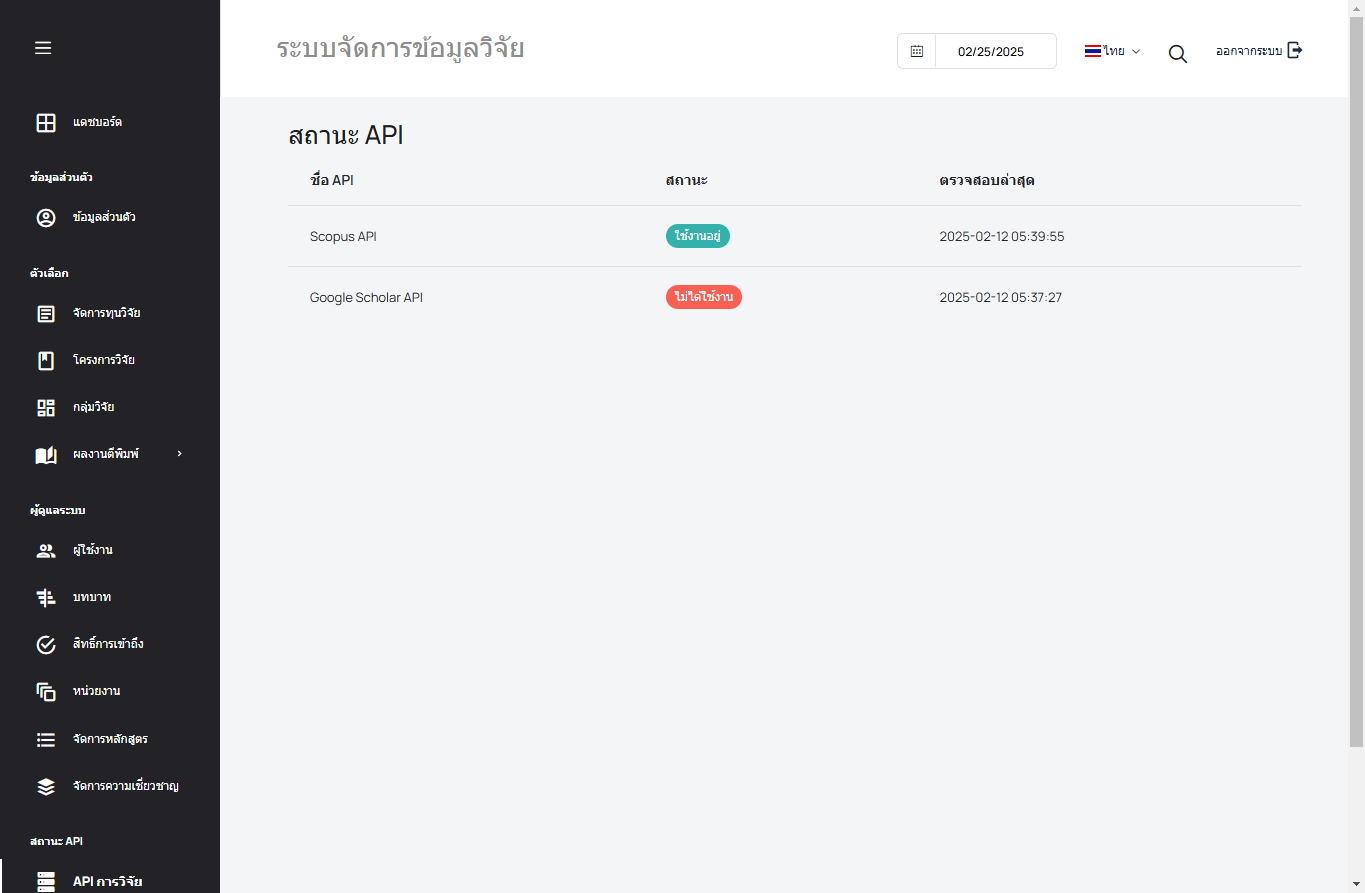 ระบบจัดการข้อมูลวิจัย
02/25/2025
ไทย
ออกจากระบบ
แดชบอร์ด
ข้อมูลส่วนตัว
ข้อมูลส่วนตัว
ตัวเลือก
จัดการทุนวิจัย
โครงการวิจัย
กลุ่มวิจัย
ผลงานตีพิมพ์
ผู้ดูแลระบบ
ผู้ใช้งาน
บทบาท
สิทธิ์การเข้าถึง
หน่วยงาน
จัดการหลักสูตร
จัดการความเชี่ยวชาญ
สถานะ API
API การวิจัย
สถานะ API
ชื่อ API สถานะ ตรวจสอบล่าสุด
Scopus API ใช้งานอยู่ 2025-02-12 05:39:55
Google Scholar API ไม่ได้ใช้งาน 2025-02-12 05:37:27